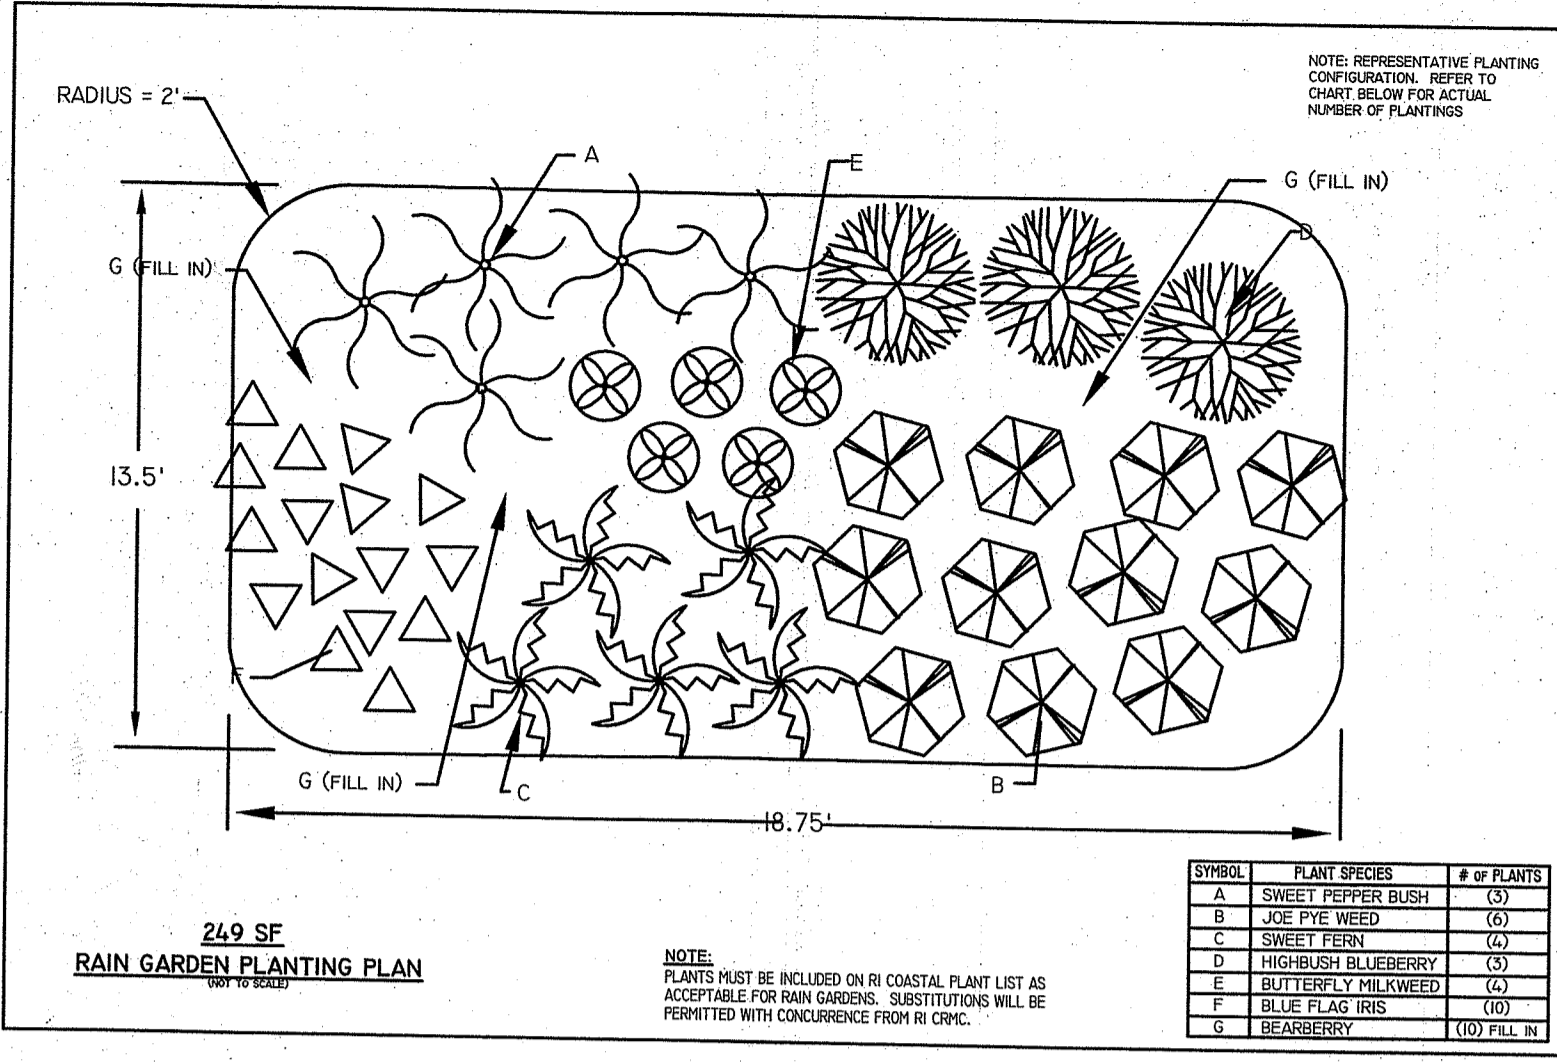 NOTE: REPRESENTATIVE PLANTING
CONFIGURATION. REFER TO
CHART BELOW FOR ACTUAL
NUMBER OF PLANTINGS
RADIUS = 2'
A
E
G (FILL IN)
D
G (FILL IN)
13.5'
F
G (FILL IN)
C
B
18.75'
249 SF
RAIN GARDEN PLANTING PLAN
(NOT TO SCALE)
NOTE:
PLANTS MUST BE INCLUDED ON RI COASTAL PLANT LIST AS
ACCEPTABLE FOR RAIN GARDENS. SUBSTITUTIONS WILL BE
PERMITTED WITH CONCURRENCE FROM RI CRMC.
SYMBOL PLANT SPECIES # OF PLANTS
A SWEET PEPPER BUSH (3)
B JOE PYE WEED (6)
C SWEET FERN (4)
D HIGHBUSH BLUEBERRY (3)
E BUTTERFLY MILKWEED (4)
F BLUE FLAG IRIS (10)
G BEARBERRY (10) FILL IN